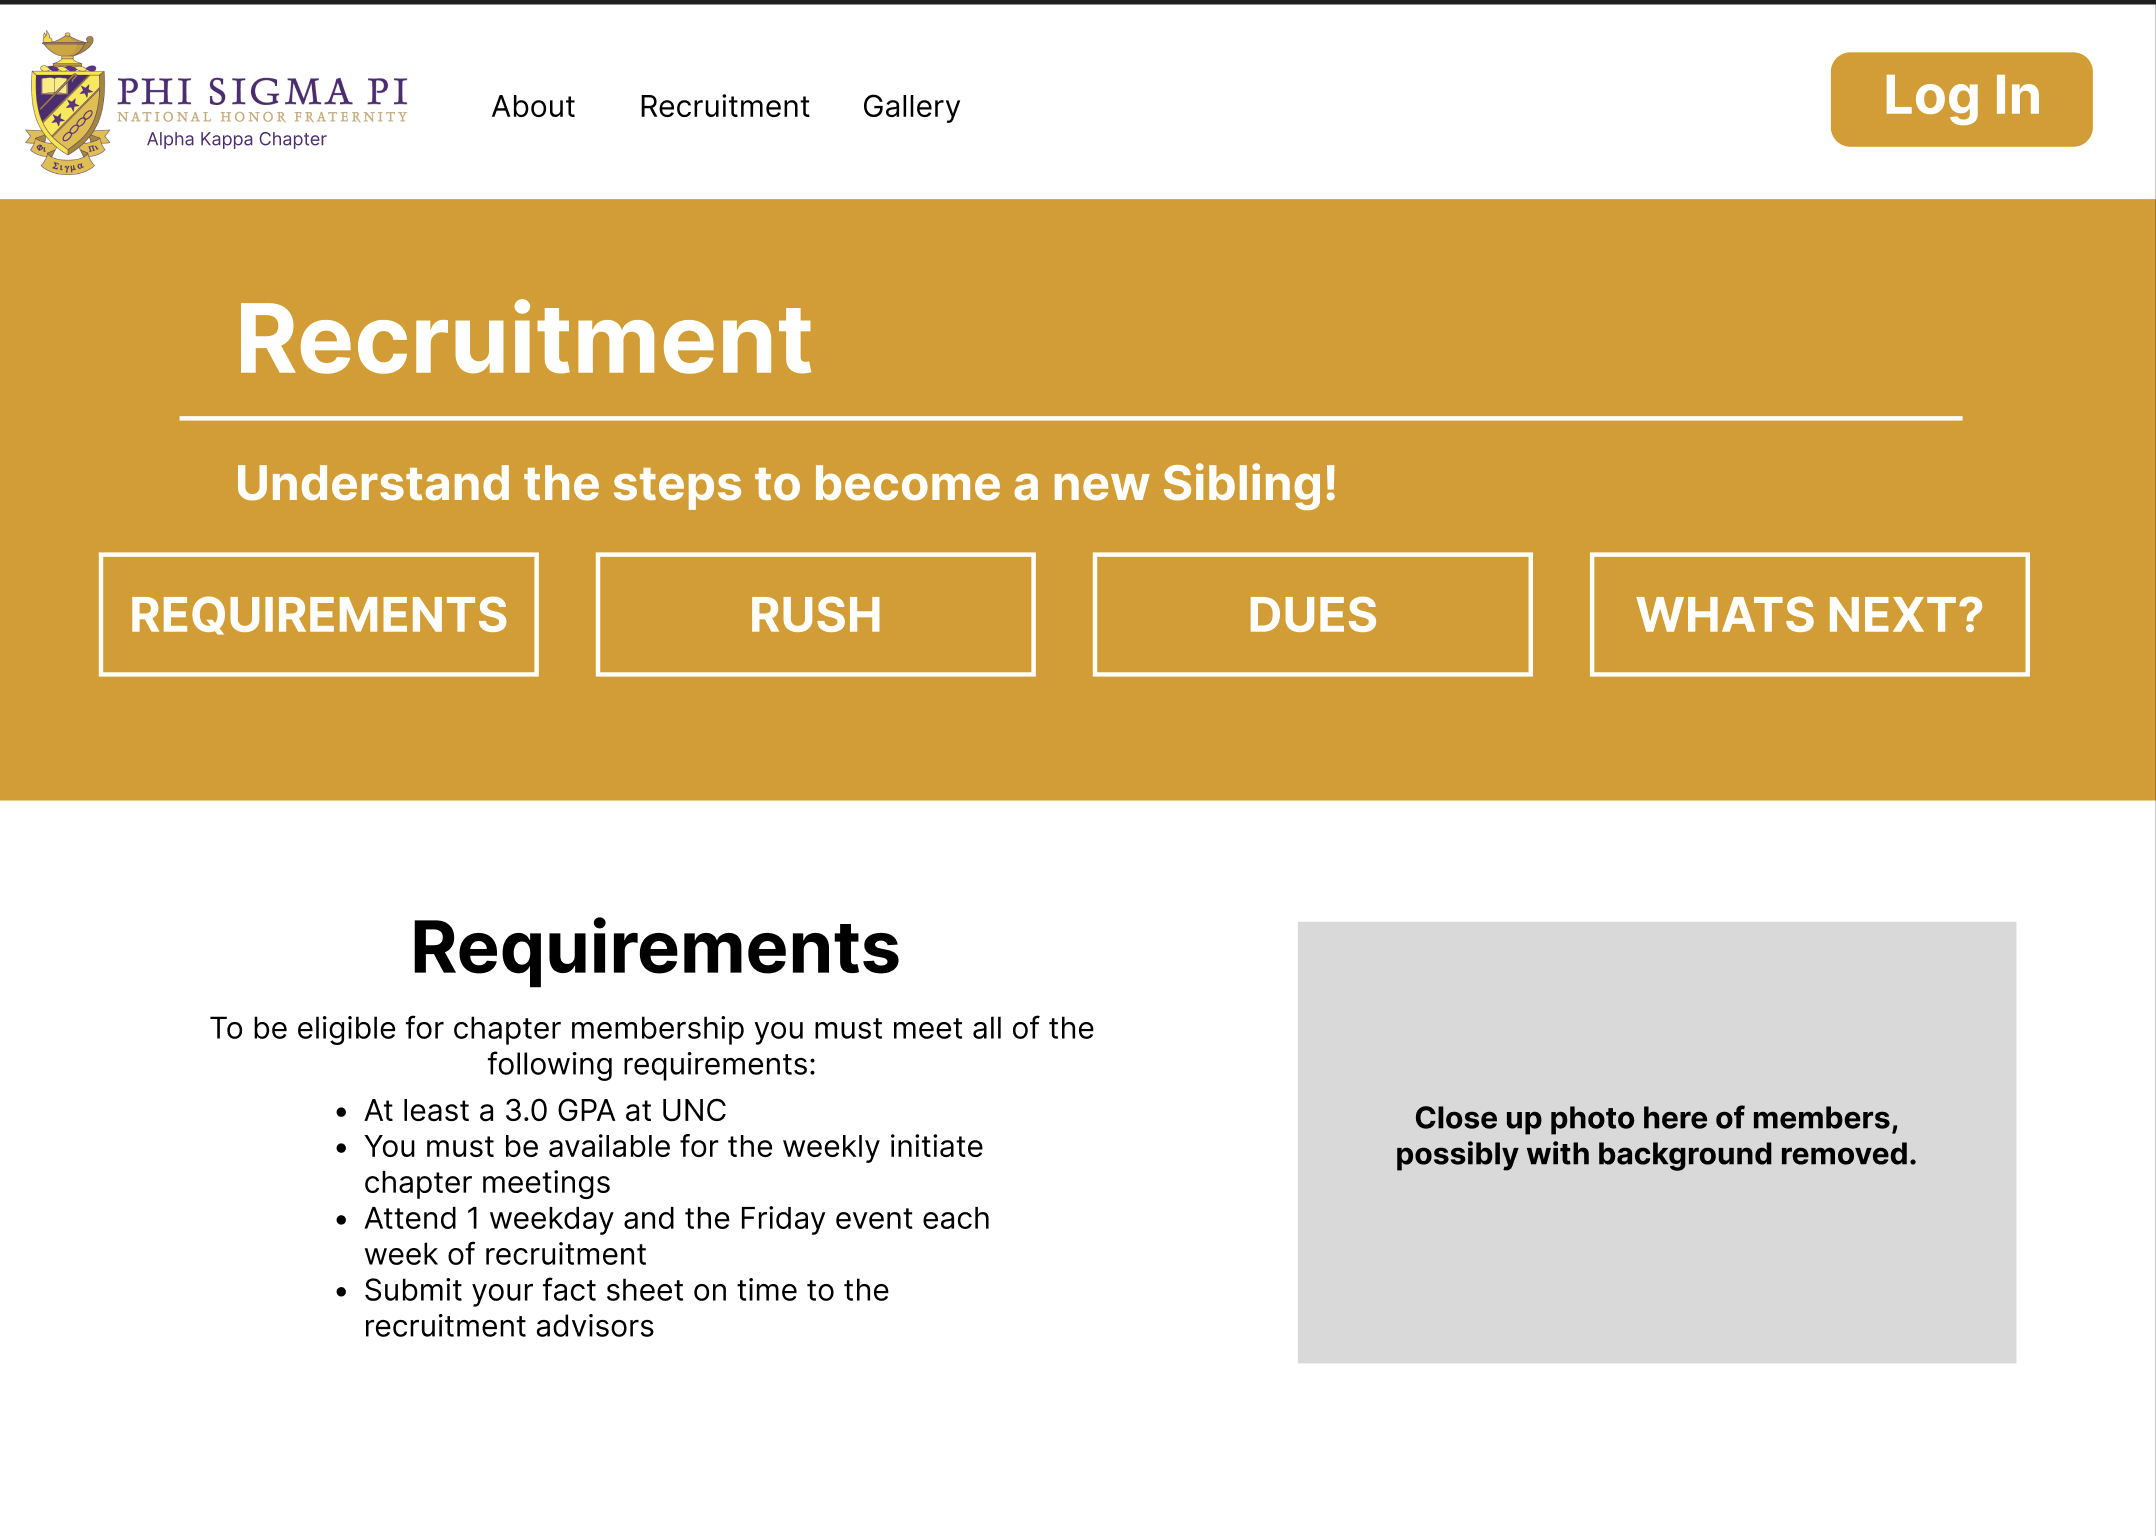 PHI SIGMA PI
NATIONAL HONOR FRATERNITY
Alpha Kappa Chapter
Φι
Σιγμα
Πι
About
Recruitment
Gallery
Log In
Recruitment
Understand the steps to become a new Sibling!
REQUIREMENTS
RUSH
DUES
WHATS NEXT?
Requirements
To be eligible for chapter membership you must meet all of the
following requirements:
• At least a 3.0 GPA at UNC
• You must be available for the weekly initiate
chapter meetings
• Attend 1 weekday and the Friday event each
week of recruitment
• Submit your fact sheet on time to the
recruitment advisors
Close up photo here of members,
possibly with background removed.